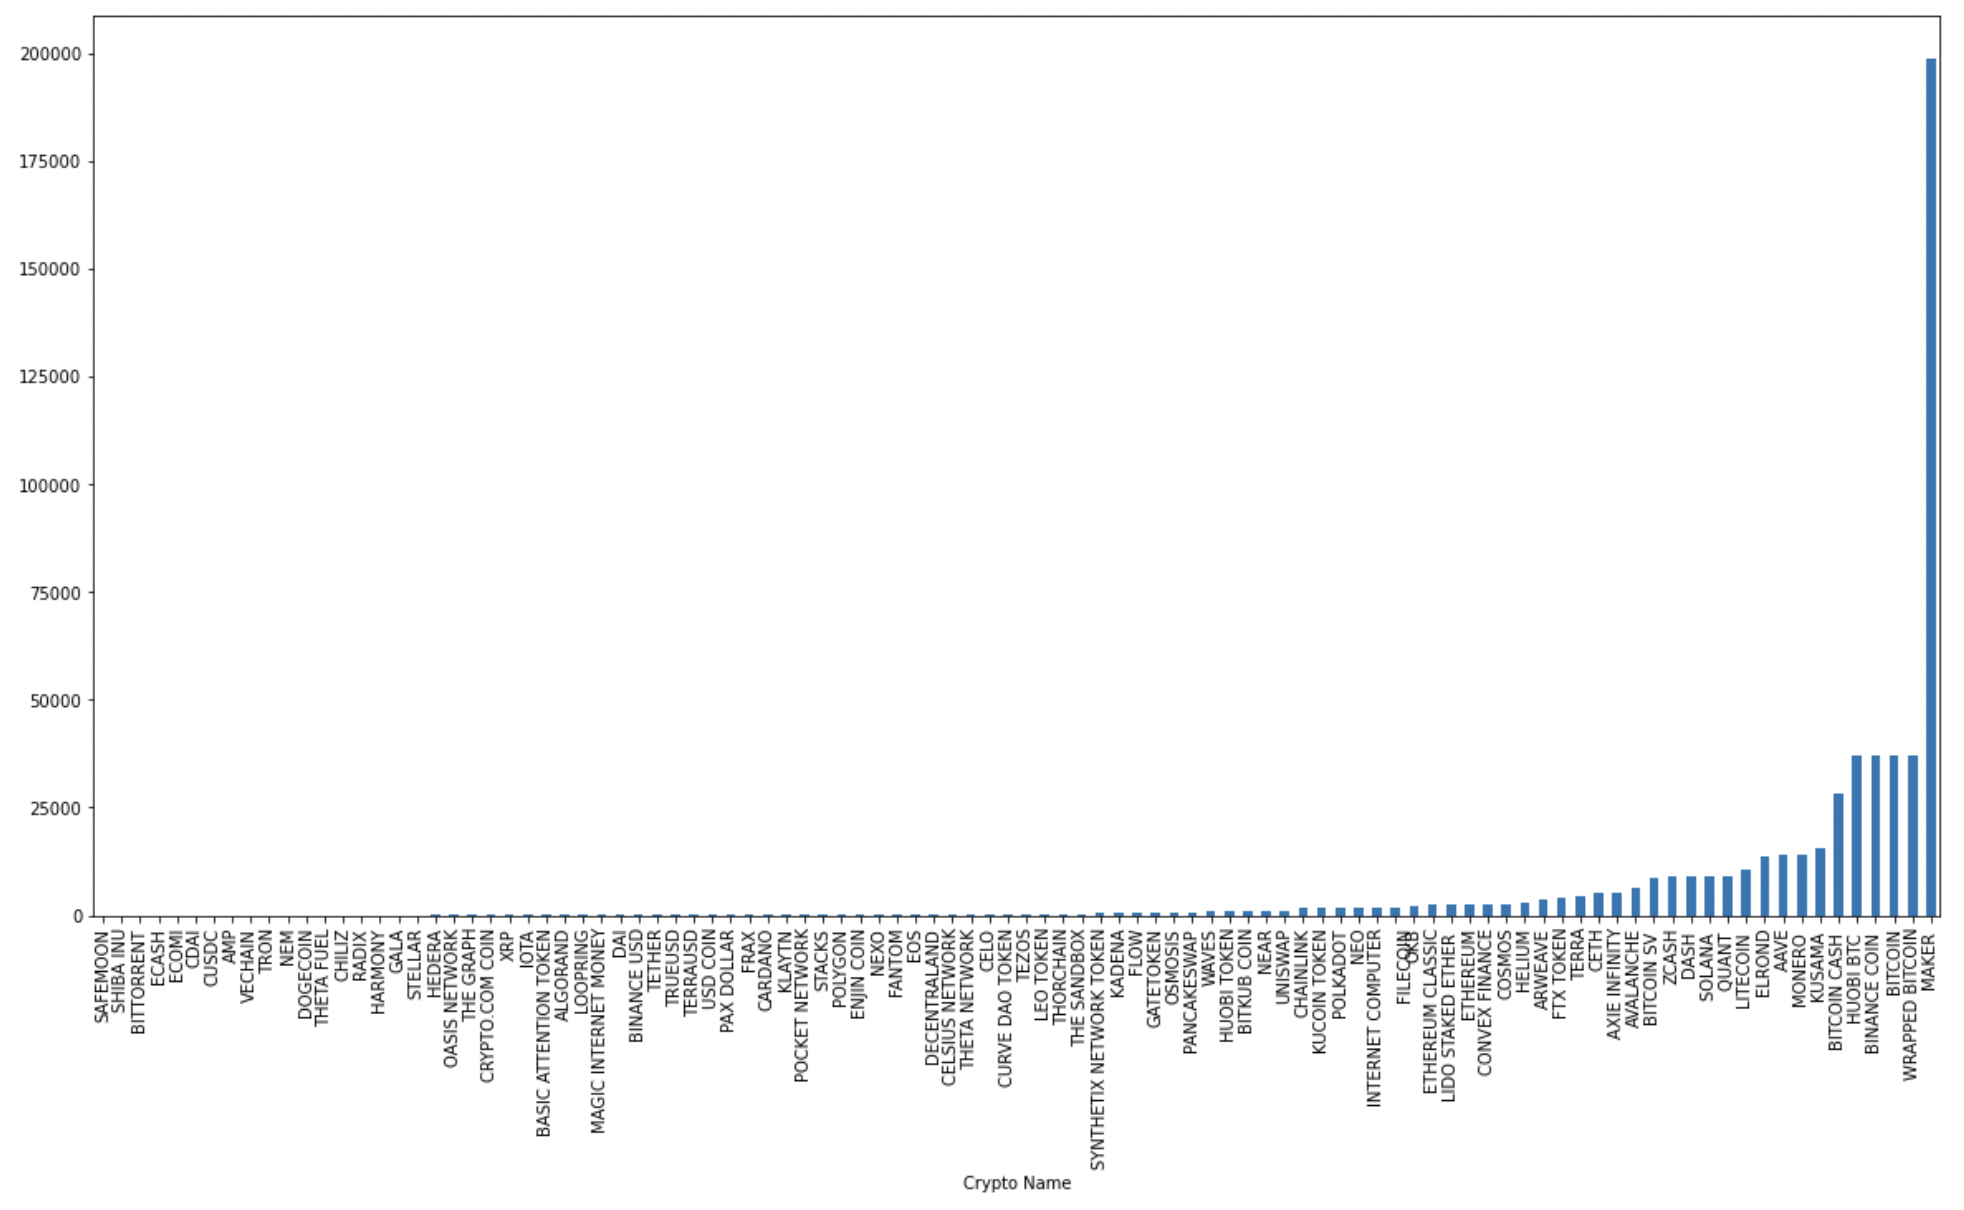 200000
175000
150000
125000
100000
75000
50000
25000
0
SAFEMOON
SHIBA INU
BITTORRENT
ECASH
ECOMI
CDAI
CUSDC
AMP
VECHAIN
TRON
NEM
DOGECOIN
THETA FUEL
CHILIZ
RADIX
HARMONY
GALA
STELLAR
HEDERA
OASIS NETWORK
THE GRAPH
CRYPTO.COM COIN
XRP
IOTA
BASIC ATTENTION TOKEN
ALGORAND
LOOPRING
MAGIC INTERNET MONEY
DAI
BINANCE USD
TETHER
TRUEUSD
TERRAUSD
USD COIN
PAX DOLLAR
FRAX
CARDANO
KLAYTN
POCKET NETWORK
STACKS
POLYGON
ENJIN COIN
NEXO
FANTOM
EOS
DECENTRALAND
CELSIUS NETWORK
THETA NETWORK
CELO
CURVE DAO TOKEN
TEZOS
LEO TOKEN
THORCHAIN
THE SANDBOX
SYNTHETIX NETWORK TOKEN
KADENA
FLOW
GATETOKEN
OSMOSIS
PANCAKESWAP
WAVES
HUOBI TOKEN
BITKUB COIN
NEAR
UNISWAP
CHAINLINK
KUCOIN TOKEN
POLKADOT
NEO
INTERNET COMPUTER
FILECOIN
OKB
ETHEREUM CLASSIC
LIDO STAKED ETHER
ETHEREUM
CONVEX FINANCE
COSMOS
HELIUM
ARWEAVE
FTX TOKEN
TERRA
CETH
AXIE INFINITY
AVALANCHE
BITCOIN SV
ZCASH
DASH
SOLANA
QUANT
LITECOIN
ELROND
AAVE
MONERO
KUSAMA
BITCOIN CASH
HUOBI BTC
BINANCE COIN
BITCOIN
WRAPPED BITCOIN
MAKER
Crypto Name